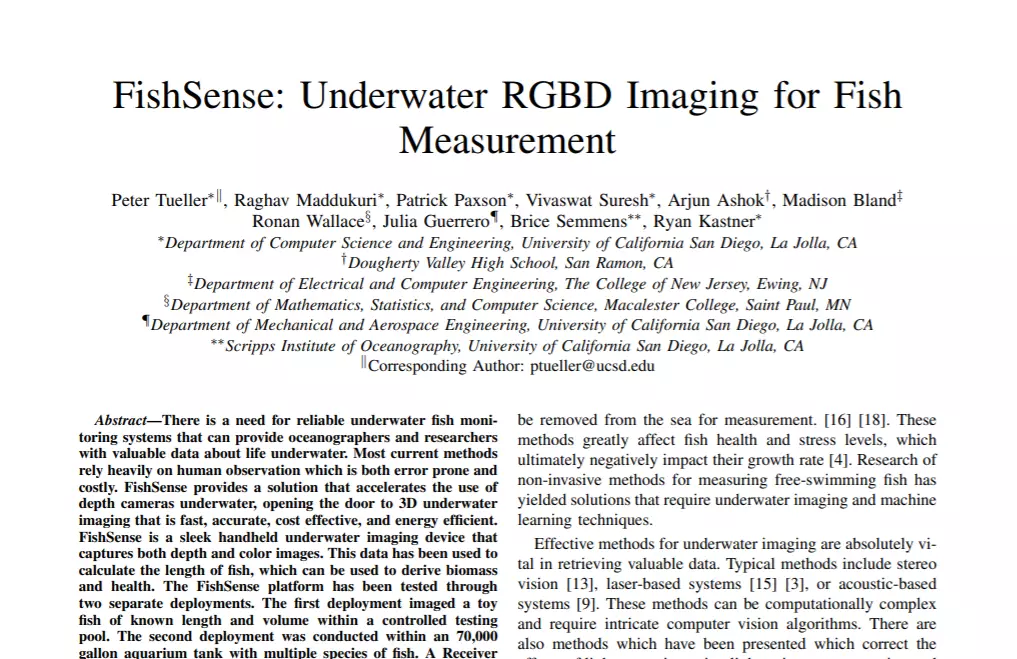 FishSense: Underwater RGBD Imaging for Fish
Measurement
Peter Tueller∗∥, Raghav Maddukuri∗, Patrick Paxson∗, Vivaswat Suresh∗, Arjun Ashok†, Madison Bland‡
Ronan Wallace§, Julia Guerrero¶, Brice Semmens∗∗, Ryan Kastner∗
∗Department of Computer Science and Engineering, University of California San Diego, La Jolla, CA
†Dougherty Valley High School, San Ramon, CA
‡Department of Electrical and Computer Engineering, The College of New Jersey, Ewing, NJ
§Department of Mathematics, Statistics, and Computer Science, Macalester College, Saint Paul, MN
¶Department of Mechanical and Aerospace Engineering, University of California San Diego, La Jolla, CA
∗∗Scripps Institute of Oceanography, University of California San Diego, La Jolla, CA
∥Corresponding Author: ptueller@ucsd.edu
Abstract—There is a need for reliable underwater fish moni-
toring systems that can provide oceanographers and researchers
with valuable data about life underwater. Most current methods
rely heavily on human observation which is both error prone and
costly. FishSense provides a solution that accelerates the use of
depth cameras underwater, opening the door to 3D underwater
imaging that is fast, accurate, cost effective, and energy efficient.
FishSense is a sleek handheld underwater imaging device that
captures both depth and color images. This data has been used to
calculate the length of fish, which can be used to derive biomass
and health. The FishSense platform has been tested through
two separate deployments. The first deployment imaged a toy
fish of known length and volume within a controlled testing
pool. The second deployment was conducted within an 70,000
gallon aquarium tank with multiple species of fish. A Receiver
be removed from the sea for measurement. [16] [18]. These
methods greatly affect fish health and stress levels, which
ultimately negatively impact their growth rate [4]. Research of
non-invasive methods for measuring free-swimming fish has
yielded solutions that require underwater imaging and machine
learning techniques.
Effective methods for underwater imaging are absolutely vi-
tal in retrieving valuable data. Typical methods include stereo
vision [13], laser-based systems [15] [3], or acoustic-based
systems [9]. These methods can be computationally complex
and require intricate computer vision algorithms. There are
also methods which have been presented which correct the